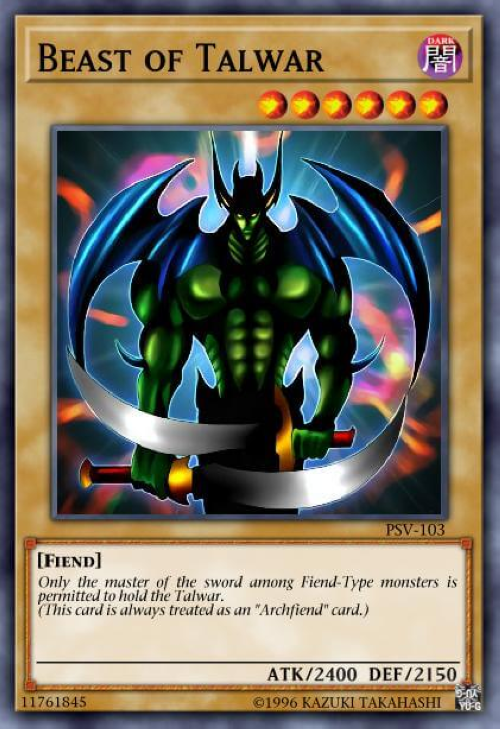 BEAST OF TALWAR
DARK
闇
PSV-103
[FIEND]
Only the master of the sword among Fiend-Type monsters is
permitted to hold the Talwar.
(This card is always treated as an "Archfiend" card.)
ATK/2400 DEF/2150
11761845
©1996 KAZUKI TAKAHASHI